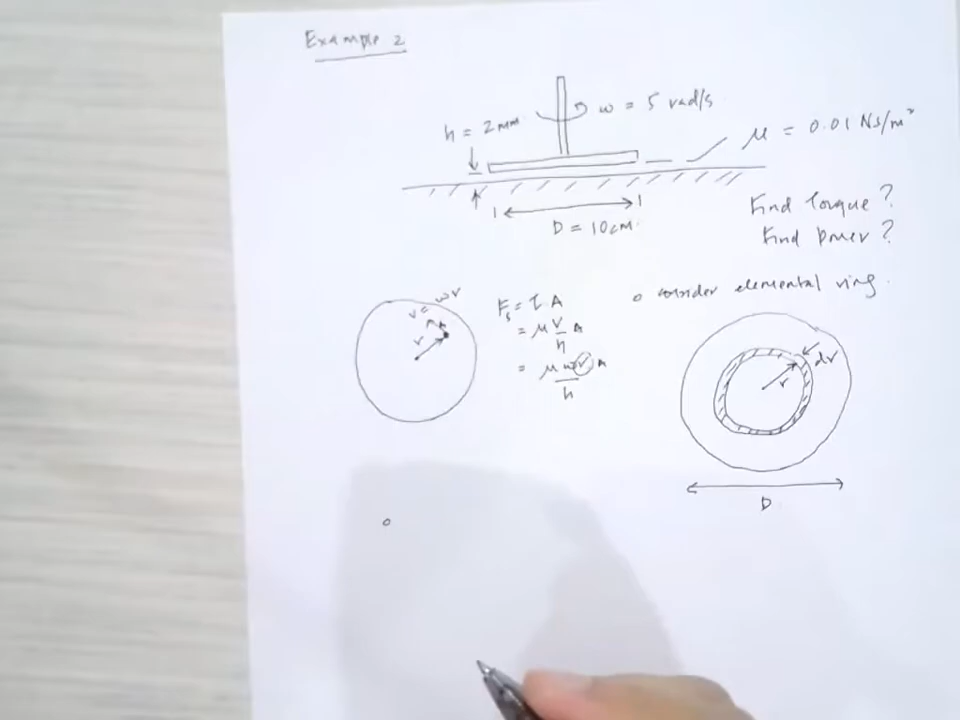 Example 2
h = 2mm
ω = 5 rad/s
μ = 0.01 Ns/m²
D = 10cm
Find Torque?
Find power?
v = ωr
r
Fs = τ A
= μ v/h A
= μ ω r A / h
o consider elemental ring.
dr
r
D
o